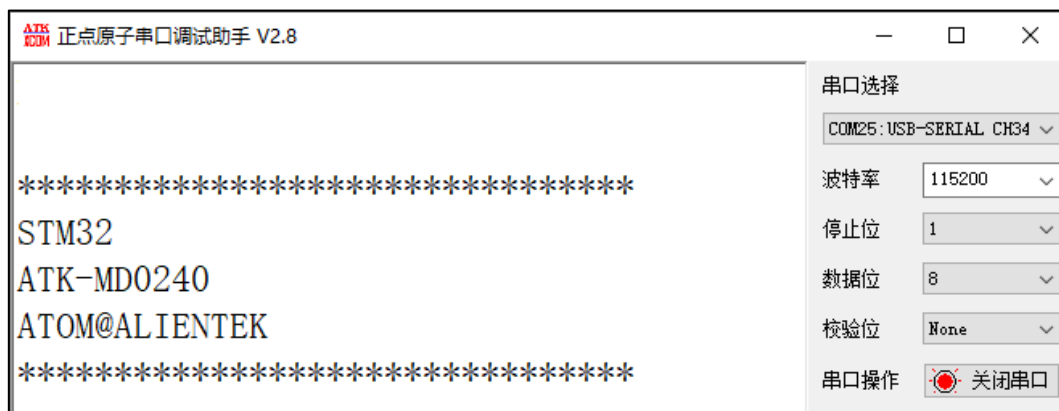 ATK
XCOM 正点原子串口调试助手 V2.8
串口选择
COM25:USB-SERIAL CH34
波特率 115200
停止位 1
数据位 8
校验位 None
串口操作 关闭串口
********************************
STM32
ATK-MD0240
ATOM@ALIENTEK
********************************